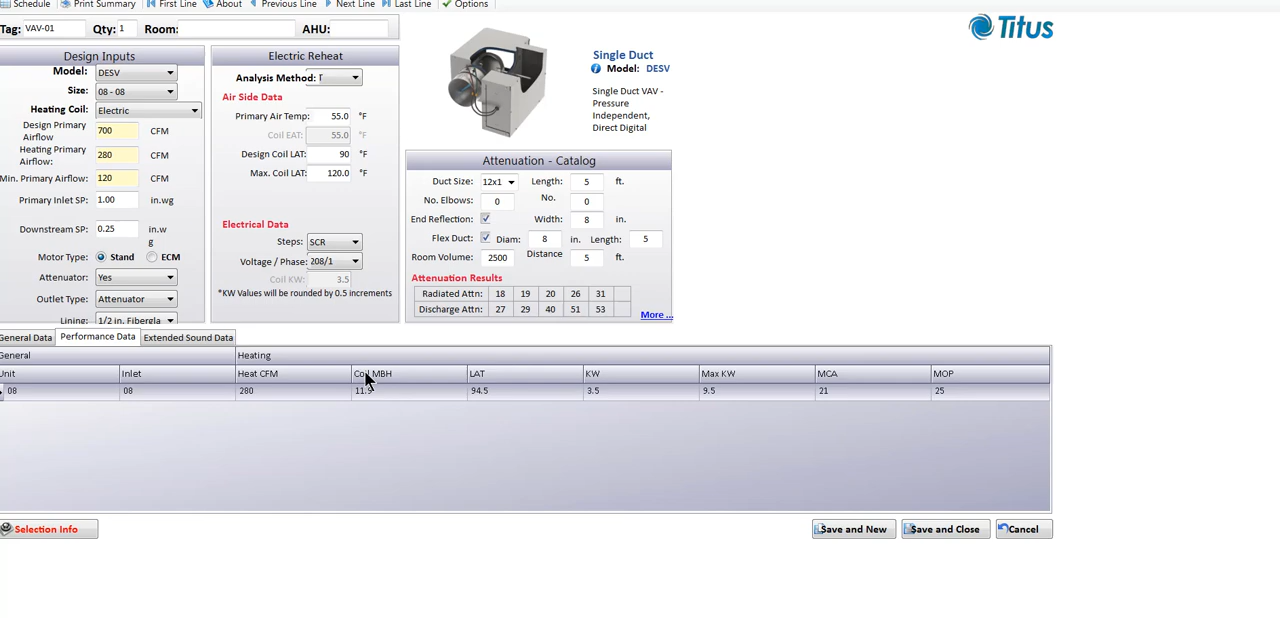 Schedule Print Summary First Line About Previous Line Next Line Last Line Options
Tag: VAV-01 Qty: 1 Room: AHU:
Titus
Design Inputs
Model: DESV
Size: 08 - 08
Heating Coil: Electric
Design Primary
Airflow
700 CFM
Heating Primary
Airflow:
280 CFM
Min. Primary Airflow: 120 CFM
Primary Inlet SP: 1.00 in.wg
Downstream SP: 0.25 in.w
g
Motor Type: Stand ECM
Attenuator: Yes
Outlet Type: Attenuator
Lining: 1/2 in. Fibergla
Electric Reheat
Analysis Method:
Air Side Data
Primary Air Temp: 55.0 °F
Coil EAT: 55.0 °F
Design Coil LAT: 90 °F
Max. Coil LAT: 120.0 °F
Electrical Data
Steps: SCR
Voltage / Phase: 208/1
Coil KW: 3.5
*KW Values will be rounded by 0.5 increments
Single Duct
Model: DESV
Single Duct VAV -
Pressure
Independent,
Direct Digital
Attenuation - Catalog
Duct Size: 12x1 Length: 5 ft.
No. Elbows: 0 No. 0
End Reflection: Width: 8 in.
Flex Duct: Diam: 8 in. Length: 5
Room Volume: 2500 Distance 5 ft.
Attenuation Results
Radiated Attn: 18 19 20 26 31
Discharge Attn: 27 29 40 51 53
More ...
General Data Performance Data Extended Sound Data
General Heating
Unit Inlet Heat CFM Coil MBH LAT KW Max KW MCA MOP
08 08 280 11.9 94.5 3.5 9.5 21 25
Selection Info Save and New Save and Close Cancel